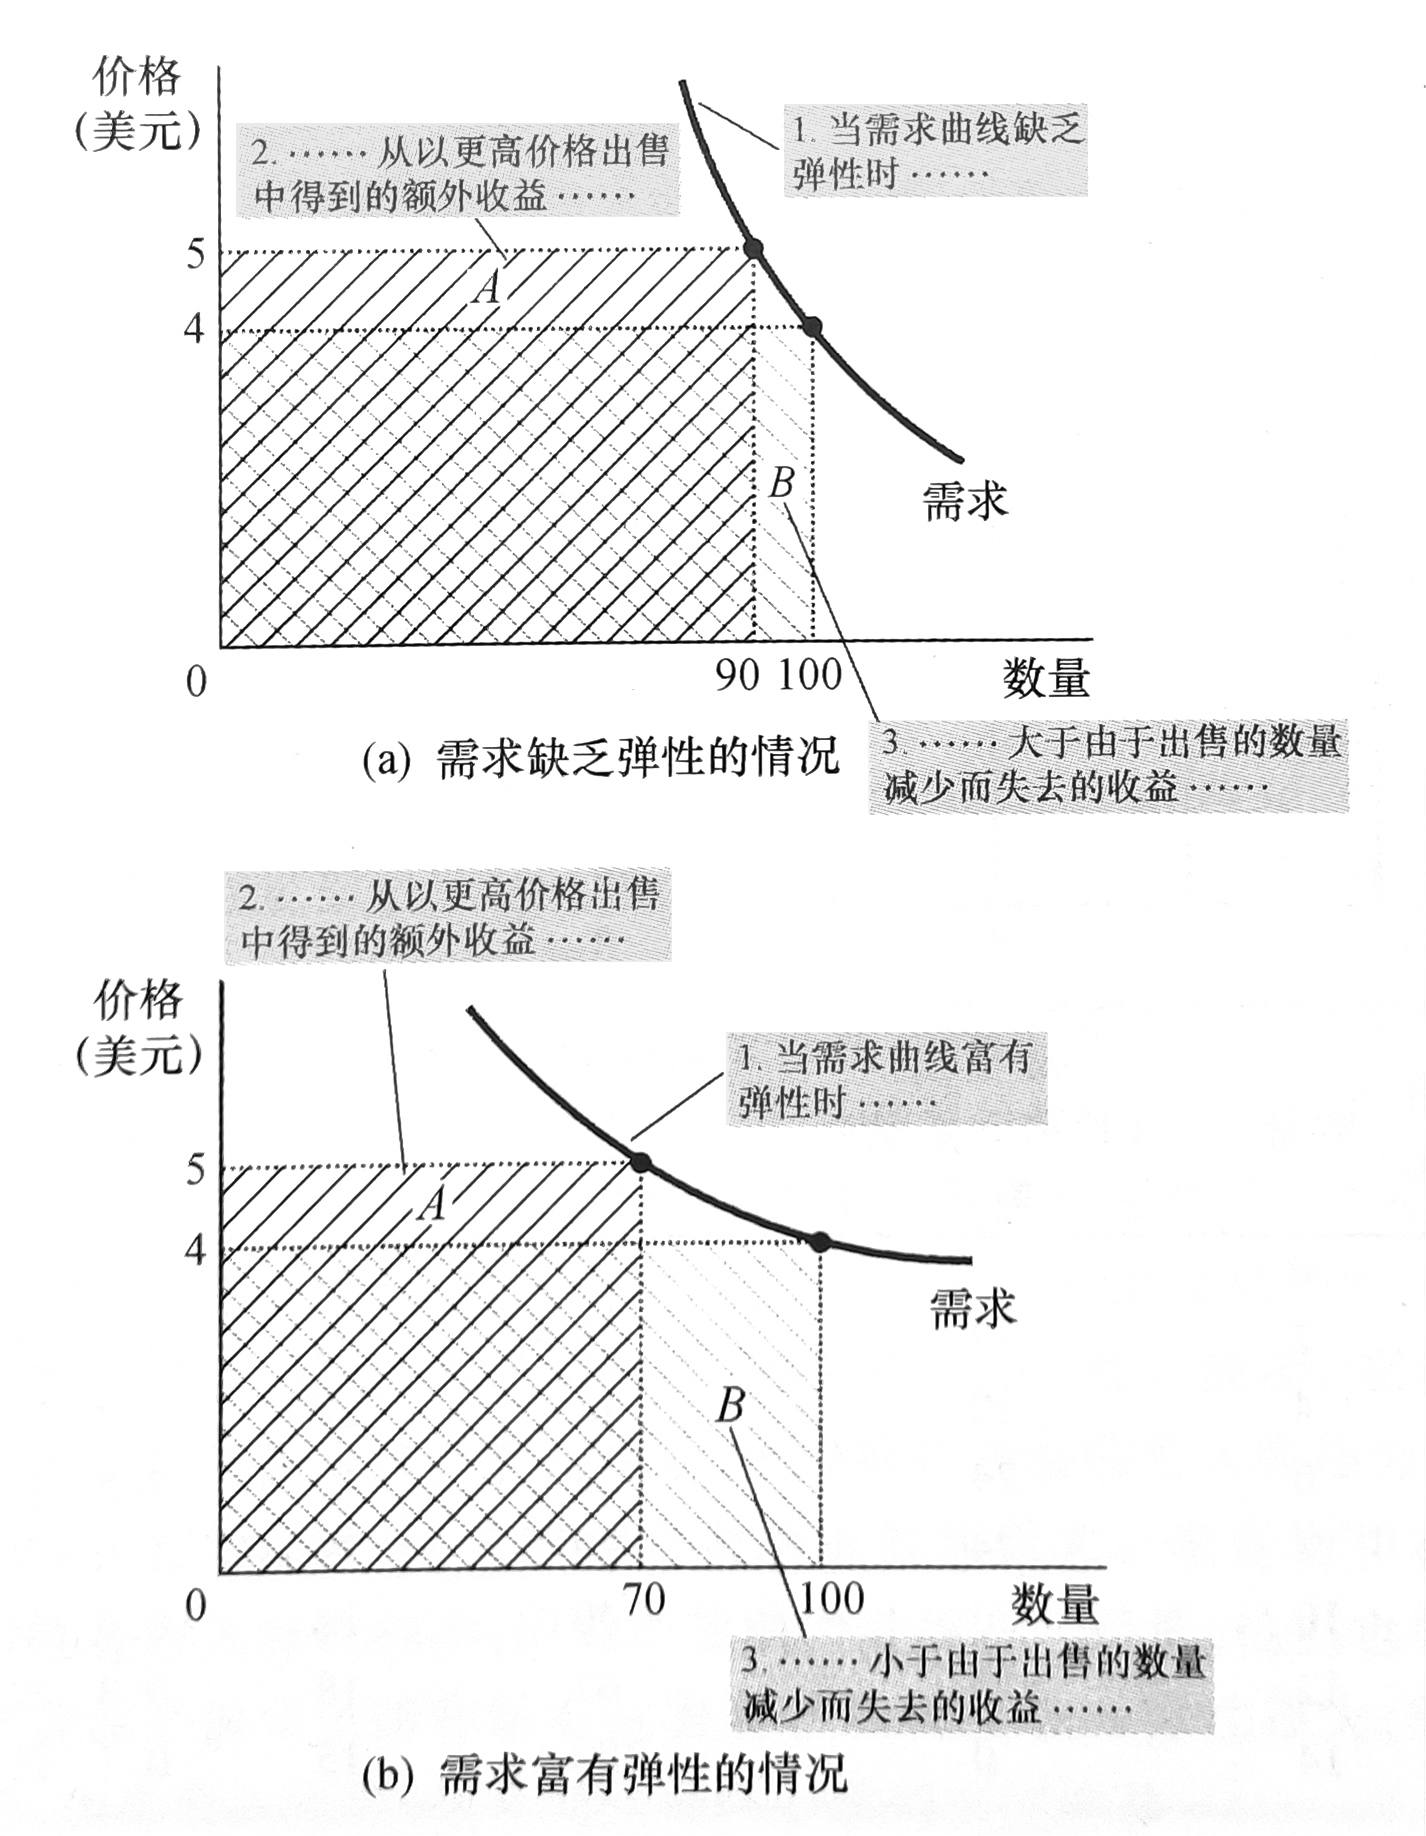 价格
(美元)
2. ……从以更高价格出售
中得到的额外收益……
1. 当需求曲线缺乏
弹性时……
5
A
4
B
需求
0
90 100
数量
(a) 需求缺乏弹性的情况
3. ……大于由于出售的数量
减少而失去的收益……
2. ……从以更高价格出售
中得到的额外收益……
价格
(美元)
1. 当需求曲线富有
弹性时……
5
A
4
需求
B
0
70
100
数量
3. ……小于由于出售的数量
减少而失去的收益……
(b) 需求富有弹性的情况